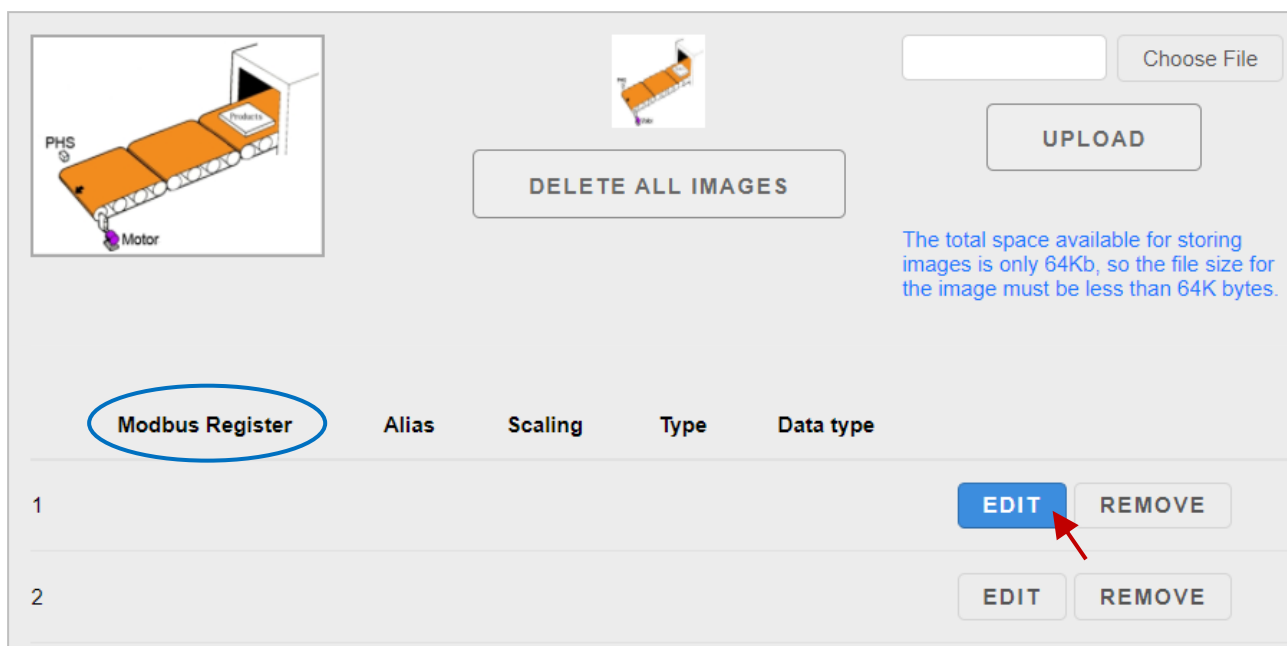 Products
PHS
Motor
DELETE ALL IMAGES
Choose File
UPLOAD
The total space available for storing
images is only 64Kb, so the file size for
the image must be less than 64K bytes.
Modbus Register Alias Scaling Type Data type
1 EDIT REMOVE
2 EDIT REMOVE